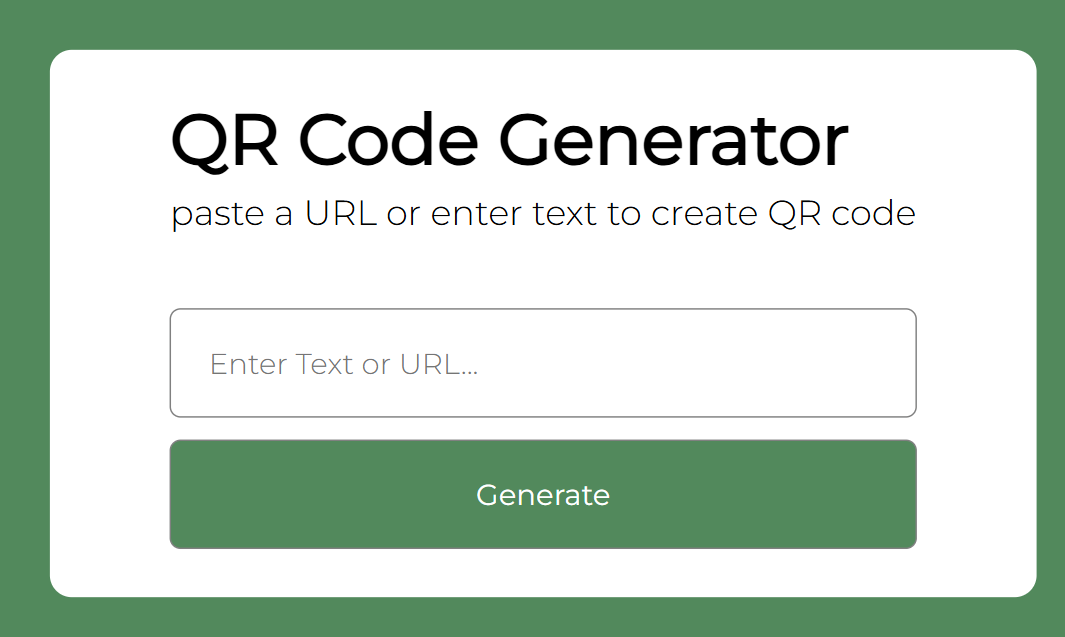 QR Code Generator
paste a URL or enter text to create QR code
Enter Text or URL...
Generate